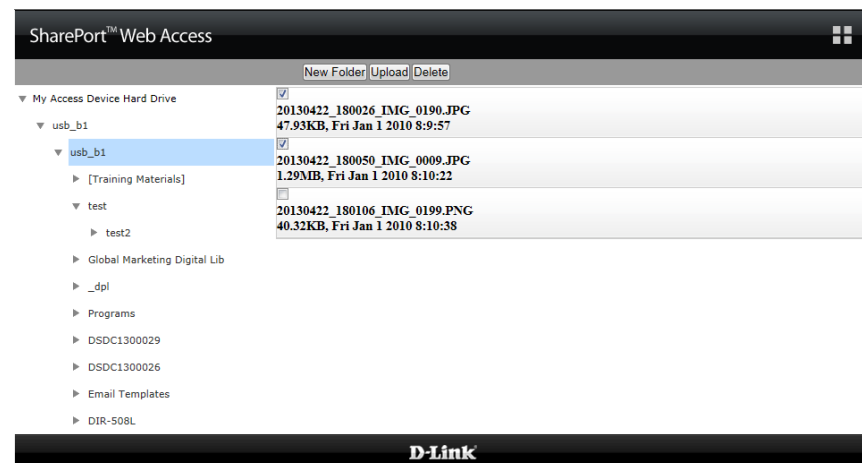 SharePort™ Web Access
New Folder Upload Delete
My Access Device Hard Drive
usb_b1
usb_b1
[Training Materials]
test
test2
Global Marketing Digital Lib
_dpl
Programs
DSDC1300029
DSDC1300026
Email Templates
DIR-508L
20130422_180026_IMG_0190.JPG
47.93KB, Fri Jan 1 2010 8:9:57
20130422_180050_IMG_0009.JPG
1.29MB, Fri Jan 1 2010 8:10:22
20130422_180106_IMG_0199.PNG
40.32KB, Fri Jan 1 2010 8:10:38
D-Link